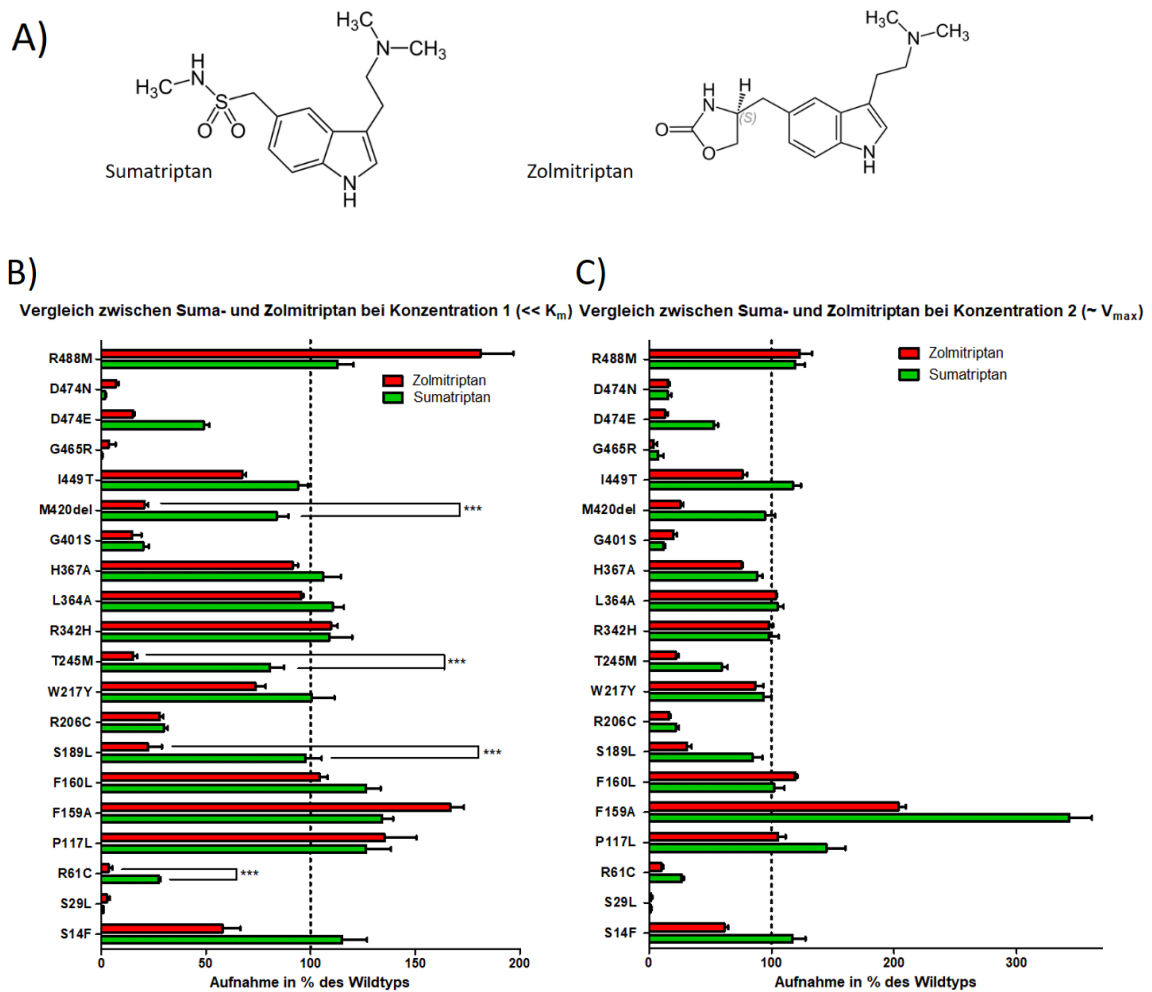 A)
H₃C
CH₃
N
H₃C
H
N
S
O
O
N
H
Sumatriptan
H₃C
CH₃
N
H
HN
(S)
O
O
N
H
Zolmitriptan
B)
Vergleich zwischen Suma- und Zolmitriptan bei Konzentration 1 (<< Km)
R488M
D474N
D474E
G465R
I449T
M420del
G401S
H367A
L364A
R342H
T245M
W217Y
R206C
S189L
F160L
F159A
P117L
R61C
S29L
S14F
Zolmitriptan
Sumatriptan
***
***
***
***
0
50
100
150
200
Aufnahme in % des Wildtyps
C)
Vergleich zwischen Suma- und Zolmitriptan bei Konzentration 2 (~ Vmax)
R488M
D474N
D474E
G465R
I449T
M420del
G401S
H367A
L364A
R342H
T245M
W217Y
R206C
S189L
F160L
F159A
P117L
R61C
S29L
S14F
Zolmitriptan
Sumatriptan
0
100
200
300
Aufnahme in % des Wildtyps